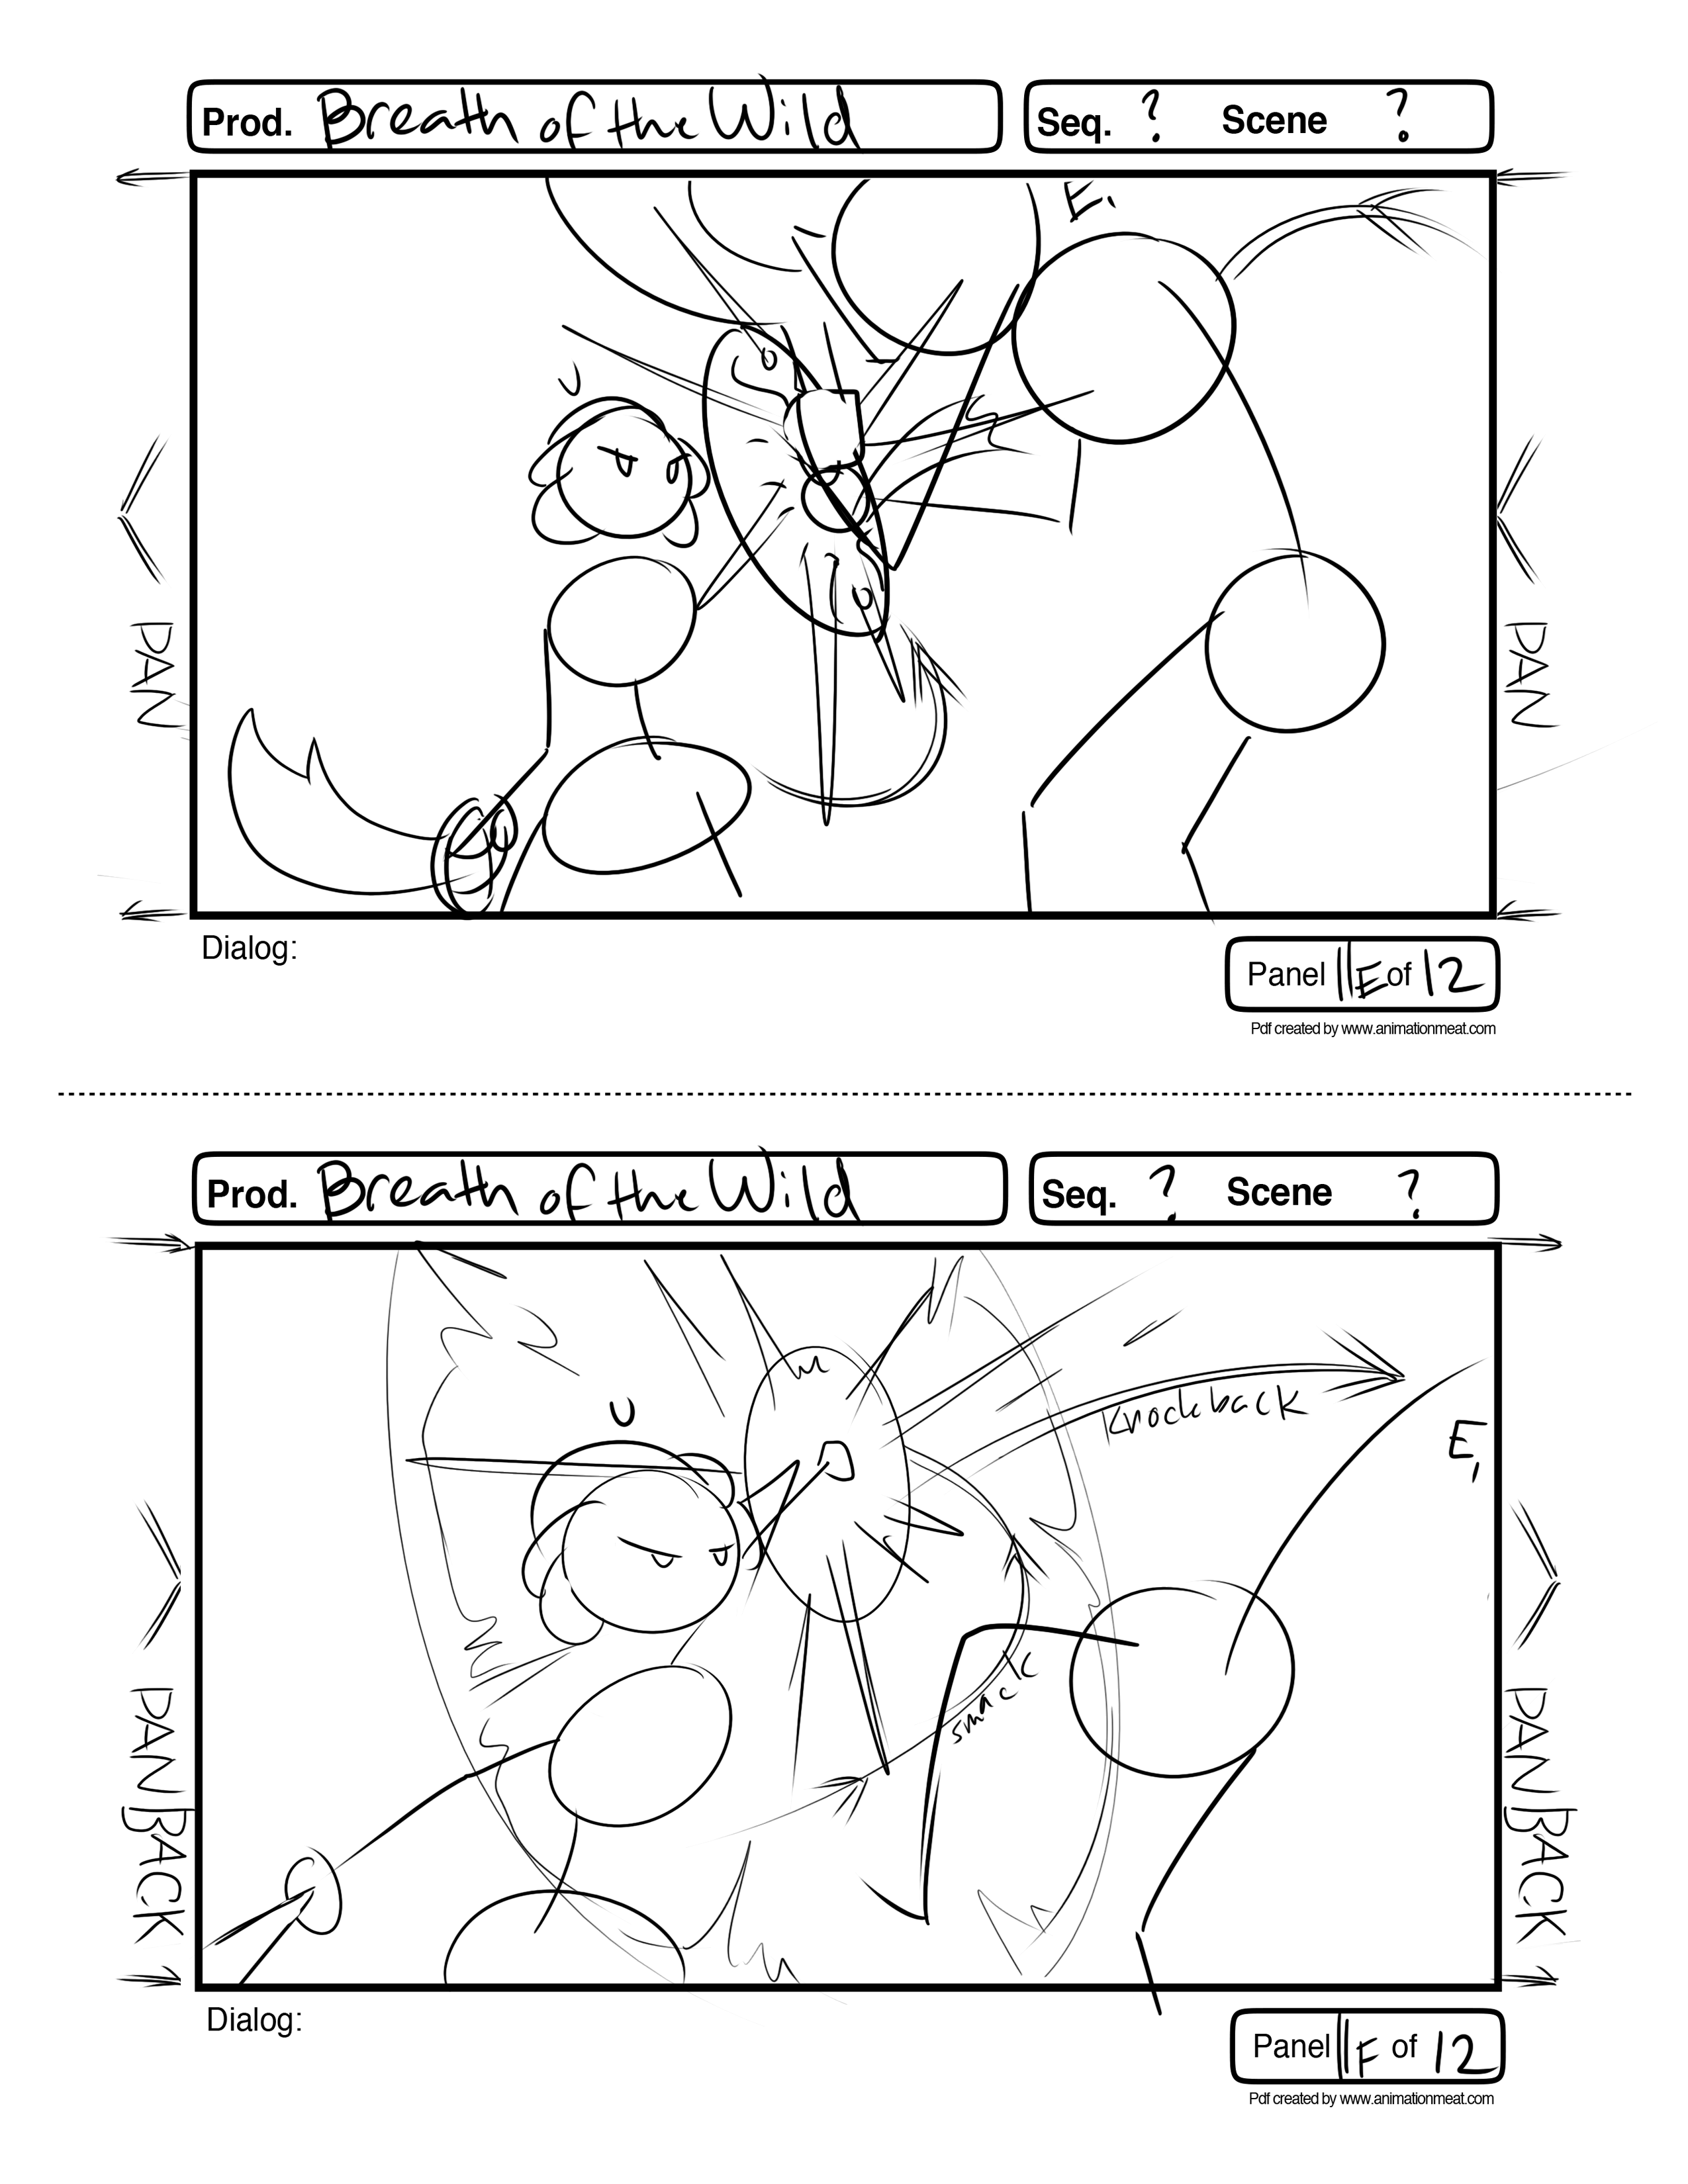 Prod. Breath of the Wild
Seq. ? Scene ?
E,
U
PAN
PAN
Dialog:
Panel 11E of 12
Pdf created by www.animationmeat.com
Prod. Breath of the Wild
Seq. ? Scene ?
Knockback
U
E,
smack
PAN BACK
PAN BACK
Dialog:
Panel 11F of 12
Pdf created by www.animationmeat.com